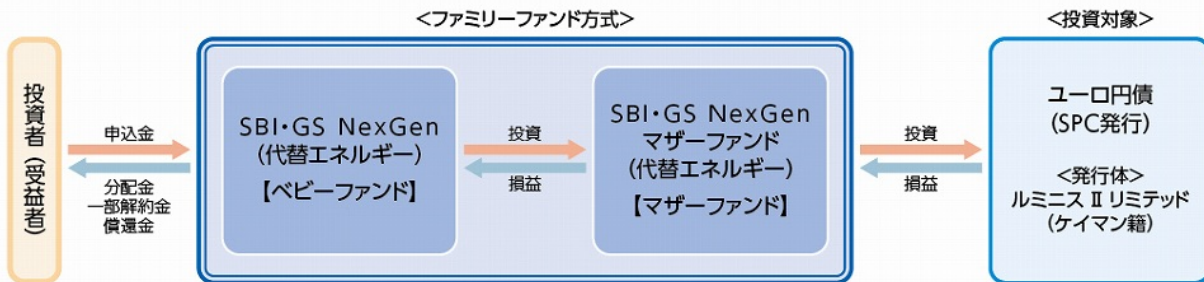 <ファミリーファンド方式>
<投資対象>
投資者(受益者)
申込金
分配金
一部解約金
償還金
SBI・GS NexGen
(代替エネルギー)
【ベビーファンド】
投資
損益
SBI・GS NexGen
マザーファンド
(代替エネルギー)
【マザーファンド】
投資
損益
ユーロ円債
(SPC発行)
<発行体>
ルミニス II リミテッド
(ケイマン籍)